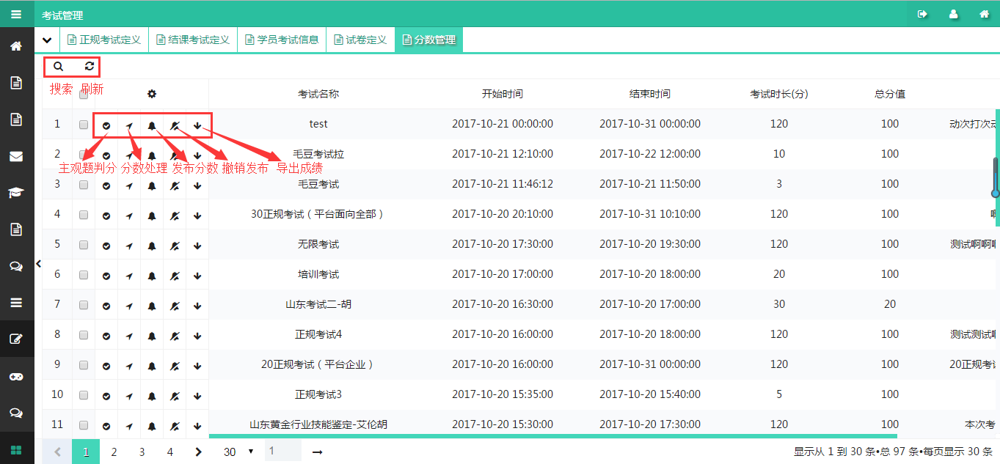 考试管理
正规考试定义 结课考试定义 学员考试信息 试卷定义 分数管理
搜索 刷新
考试名称 开始时间 结束时间 考试时长(分) 总分值
1 test 2017-10-21 00:00:00 2017-10-31 00:00:00 120 100 动次打次
2 毛豆考试拉 2017-10-21 12:10:00 2017-10-22 12:00:00 10 100
主观题判分 分数处理 发布分数 撤销发布 导出成绩
3 毛豆考试 2017-10-21 11:46:12 2017-10-21 11:50:00 3 100
4 30正规考试（平台面向全部） 2017-10-20 20:10:00 2017-10-31 10:10:00 120 100
5 无限考试 2017-10-20 17:30:00 2017-10-20 19:30:00 120 100 测试啊啊
6 培训考试 2017-10-20 17:00:00 2017-10-20 18:00:00 20 100
7 山东考试二-胡 2017-10-20 16:30:00 2017-10-20 17:00:00 30 20
8 正规考试4 2017-10-20 16:00:00 2017-10-20 18:00:00 120 100 测试测试
9 20正规考试（平台企业） 2017-10-20 16:00:00 2017-10-31 00:00:00 120 100 20正规考
10 正规考试3 2017-10-20 15:35:00 2017-10-20 15:40:00 5 100
11 山东黄金行业技能鉴定-艾伦胡 2017-10-20 15:30:00 2017-10-20 17:30:00 120 100 本次考
1 2 3 4 30 1 显示从 1 到 30 条•总 97 条•每页显示 30 条